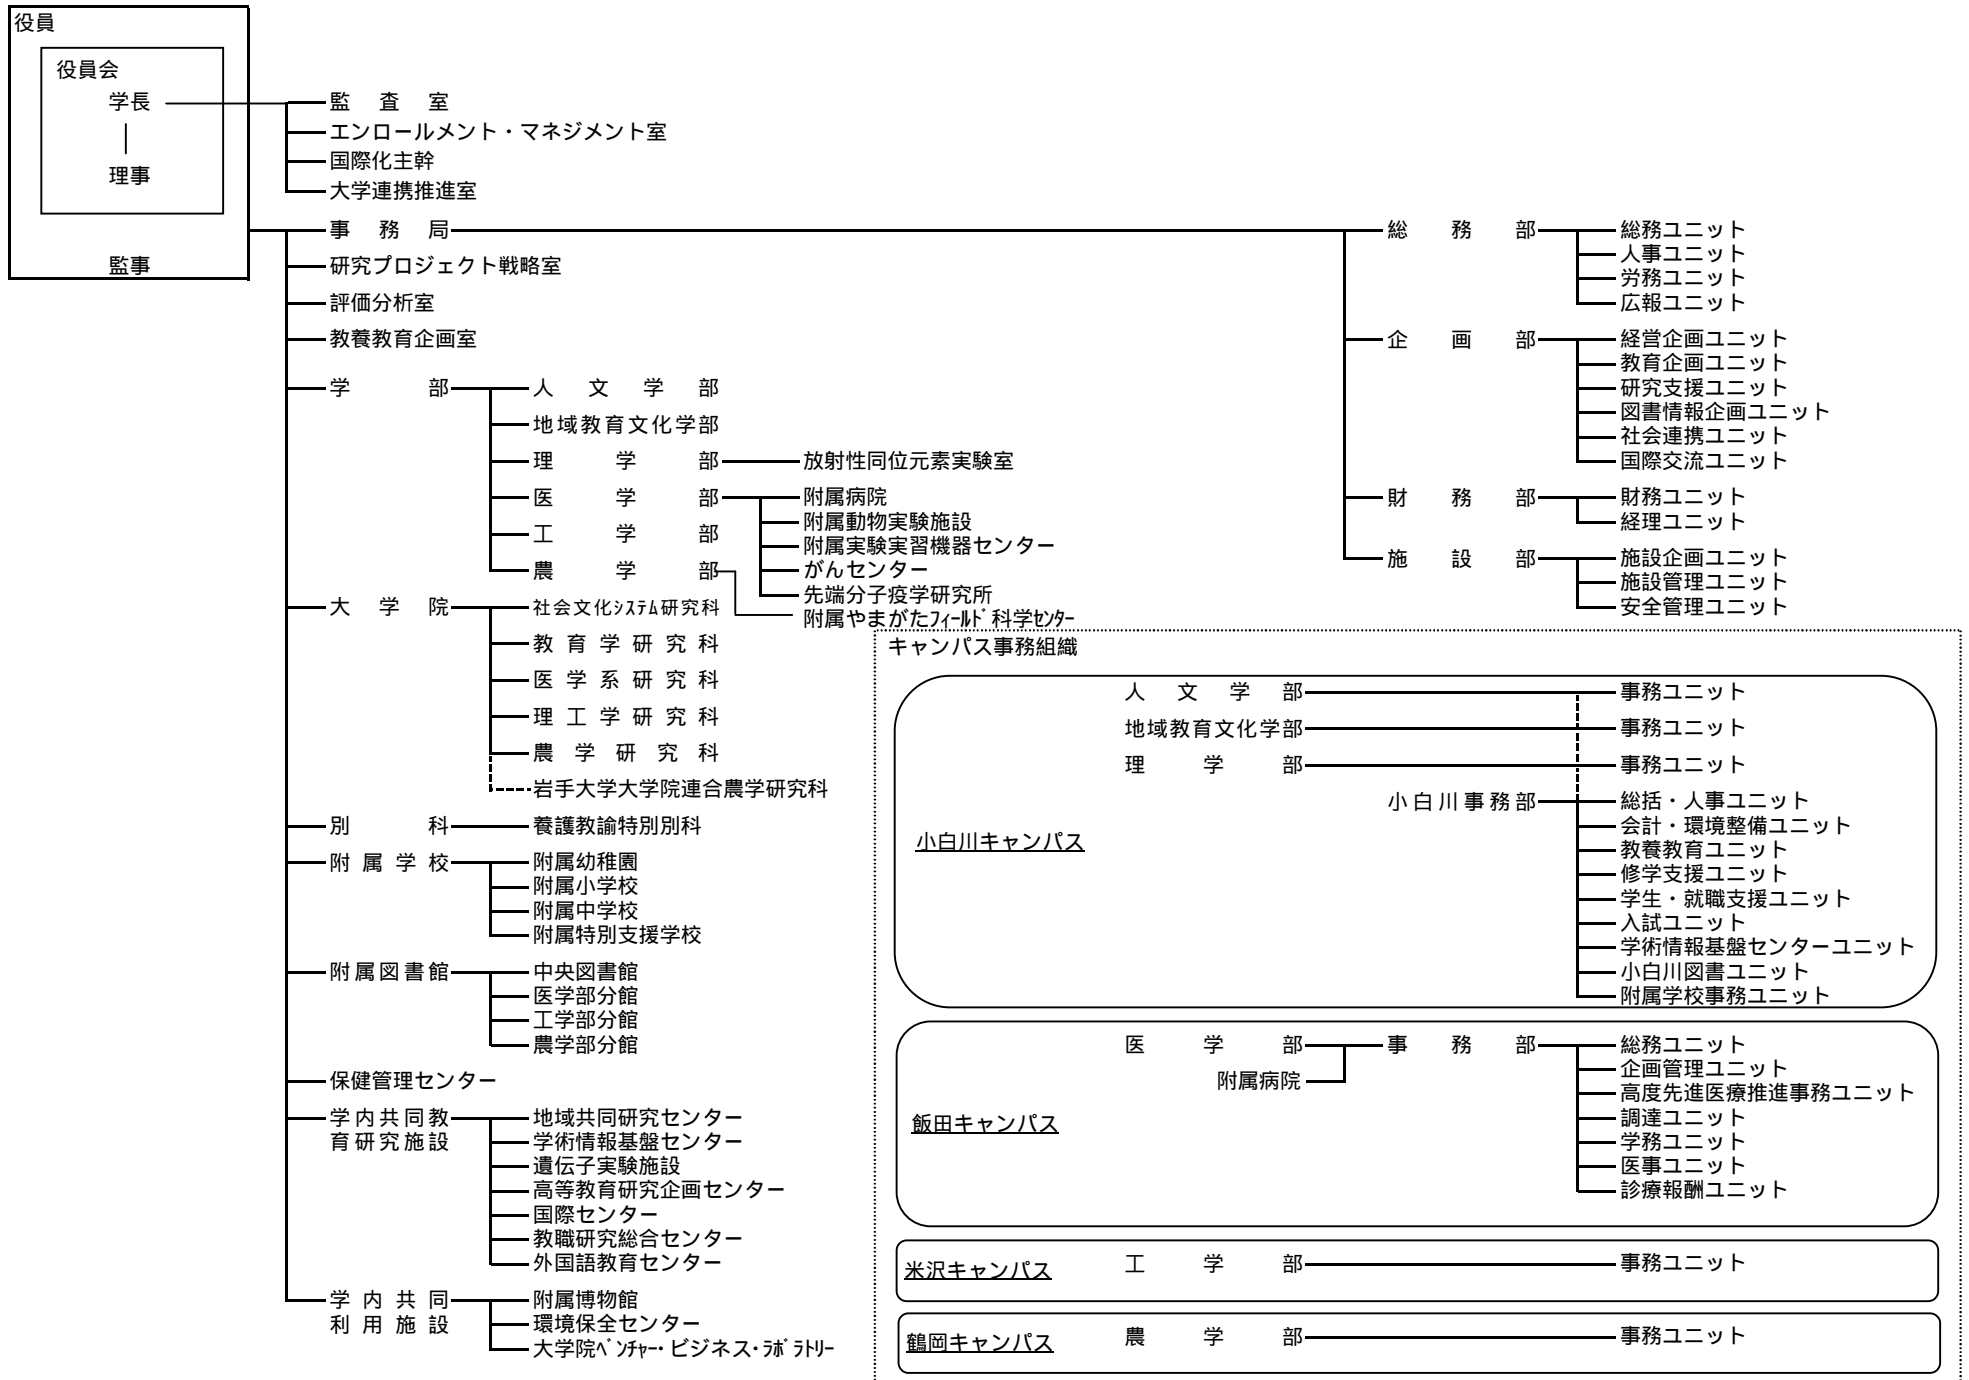 役員
役員会
学長
理事
監事
監査室
エンロールメント・マネジメント室
国際化主幹
大学連携推進室
事務局
研究プロジェクト戦略室
評価分析室
教養教育企画室
学部
人文学部
地域教育文化学部
理学部
放射性同位元素実験室
医学部
附属病院
附属動物実験施設
附属実験実習機器センター
がんセンター
先端分子疫学研究所
工学部
農学部
附属やまがたフィールド科学センター
大学院
社会文化システム研究科
教育学研究科
医学系研究科
理工学研究科
農学研究科
岩手大学大学院連合農学研究科
別科
養護教諭特別別科
附属学校
附属幼稚園
附属小学校
附属中学校
附属特別支援学校
附属図書館
中央図書館
医学部分館
工学部分館
農学部分館
保健管理センター
学内共同教
育研究施設
地域共同研究センター
学術情報基盤センター
遺伝子実験施設
高等教育研究企画センター
国際センター
教職研究総合センター
外国語教育センター
学内共同
利用施設
附属博物館
環境保全センター
大学院ベンチャー・ビジネス・ラボラトリー
総務部
総務ユニット
人事ユニット
労務ユニット
広報ユニット
企画部
経営企画ユニット
教育企画ユニット
研究支援ユニット
図書情報企画ユニット
社会連携ユニット
国際交流ユニット
財務部
財務ユニット
経理ユニット
施設部
施設企画ユニット
施設管理ユニット
安全管理ユニット
キャンパス事務組織
小白川キャンパス
人文学部
事務ユニット
地域教育文化学部
事務ユニット
理学部
事務ユニット
小白川事務部
総括・人事ユニット
会計・環境整備ユニット
教養教育ユニット
修学支援ユニット
学生・就職支援ユニット
入試ユニット
学術情報基盤センターユニット
小白川図書ユニット
附属学校事務ユニット
飯田キャンパス
医学部
附属病院
事務部
総務ユニット
企画管理ユニット
高度先進医療推進事務ユニット
調達ユニット
学務ユニット
医事ユニット
診療報酬ユニット
米沢キャンパス
工学部
事務ユニット
鶴岡キャンパス
農学部
事務ユニット